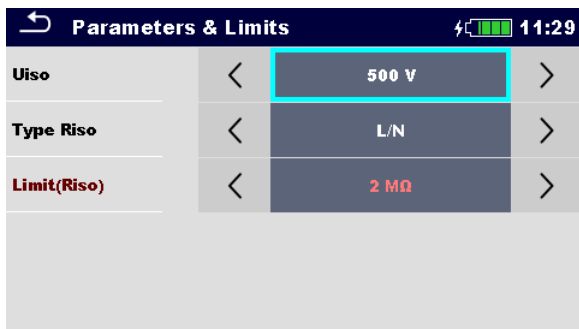 Parameters & Limits 11:29
Uiso 500 V
Type Riso L/N
Limit(Riso) 2 MΩ